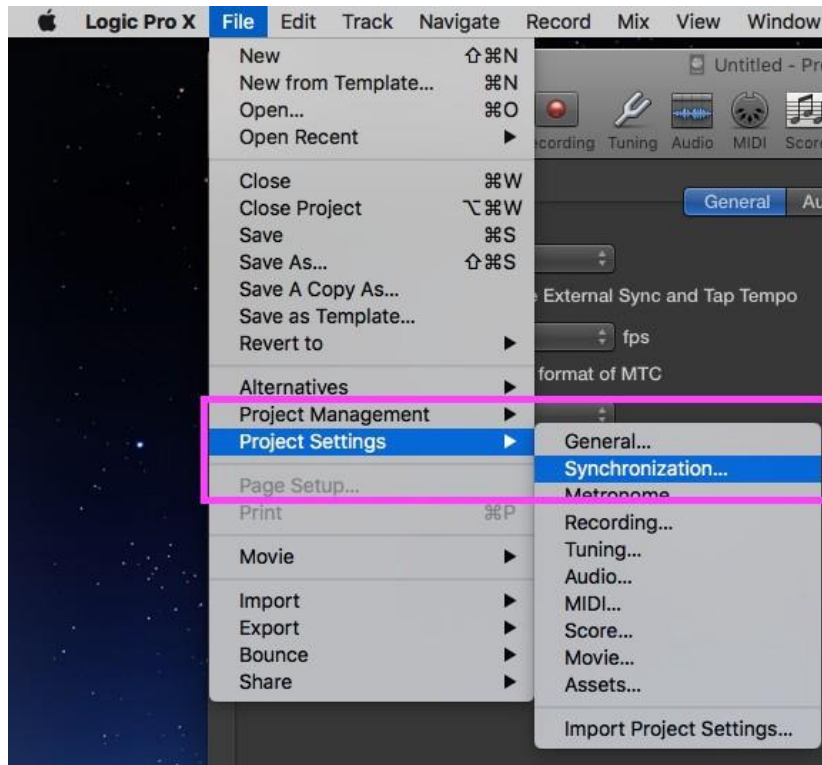 Logic Pro X File Edit Track Navigate Record Mix View Window
New ⇧⌘N
New from Template... ⌘N
Open... ⌘O
Open Recent ▶
Close ⌘W
Close Project ⌥⌘W
Save ⌘S
Save As... ⇧⌘S
Save A Copy As...
Save as Template...
Revert to ▶
Alternatives ▶
Project Management ▶
Project Settings ▶
Page Setup...
Print ⌘P
Movie ▶
Import ▶
Export ▶
Bounce ▶
Share ▶
Untitled - Pr
ecording Tuning Audio MIDI Scor
General Au
External Sync and Tap Tempo
fps
format of MTC
General...
Synchronization...
Metronome
Recording...
Tuning...
Audio...
MIDI...
Score...
Movie...
Assets...
Import Project Settings...